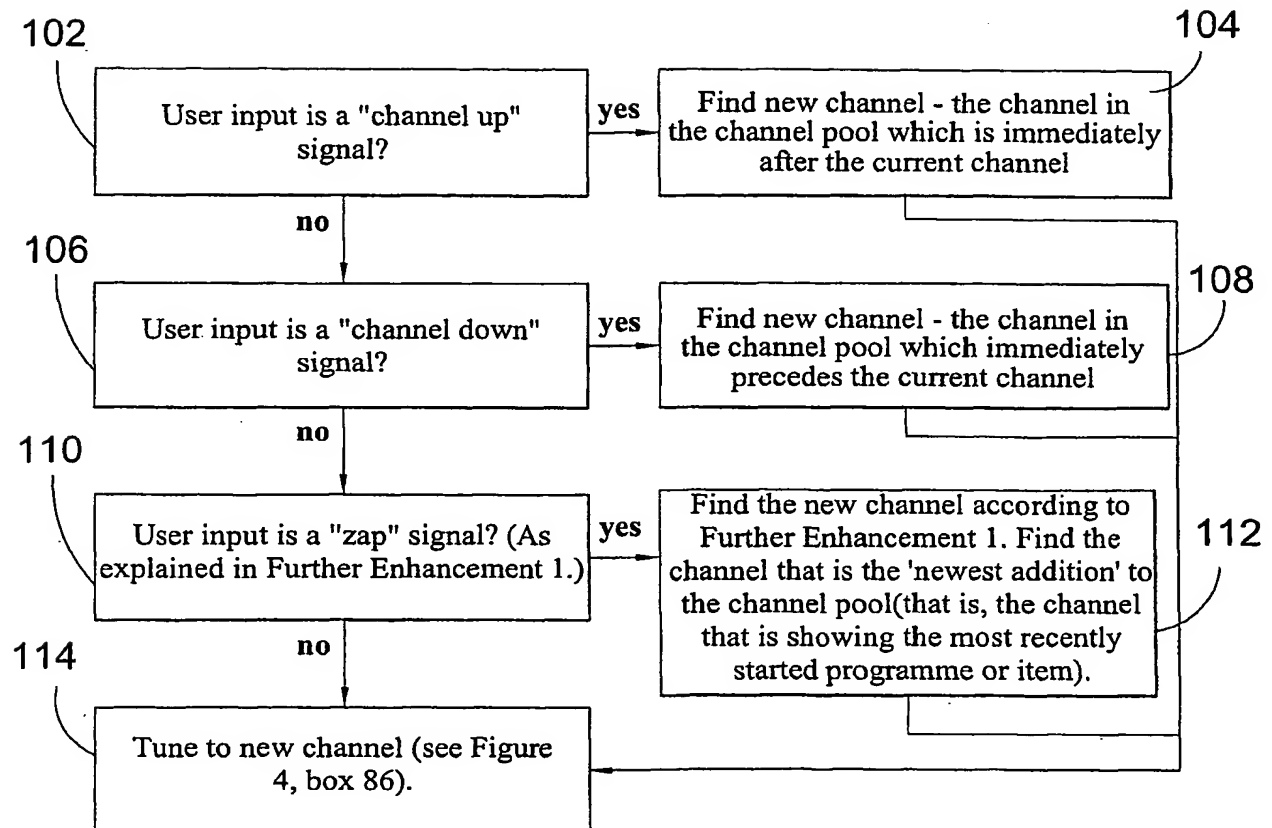 102
User input is a "channel up"
signal?
yes
104
Find new channel - the channel in
the channel pool which is immediately
after the current channel
no
106
User input is a "channel down"
signal?
yes
108
Find new channel - the channel in
the channel pool which immediately
precedes the current channel
no
110
User input is a "zap" signal? (As
explained in Further Enhancement 1.)
yes
Find the new channel according to
Further Enhancement 1. Find the
channel that is the 'newest addition' to
the channel pool(that is, the channel
that is showing the most recently
started programme or item).
112
no
114
Tune to new channel (see Figure
4, box 86).